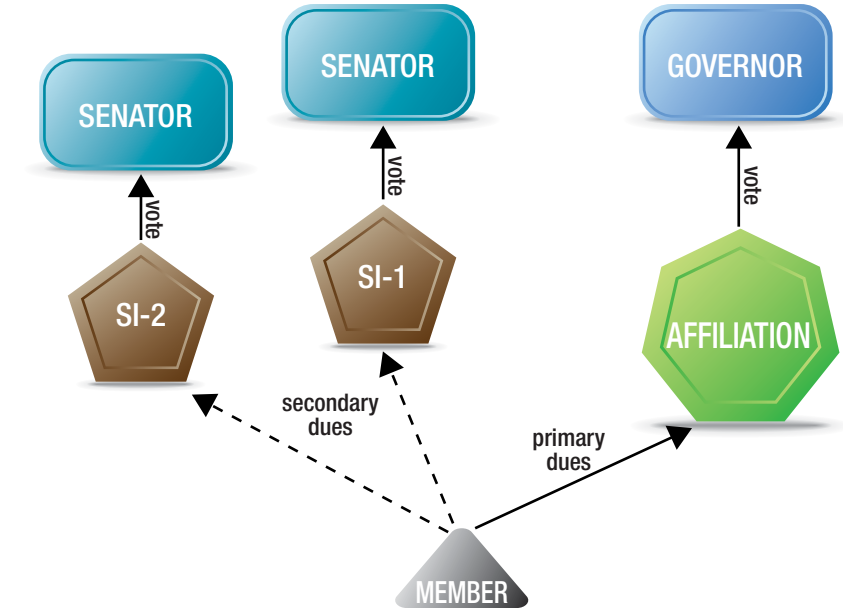 SENATOR
SENATOR
GOVERNOR
vote
vote
vote
SI-2
SI-1
AFFILIATION
secondary
dues
primary
dues
MEMBER